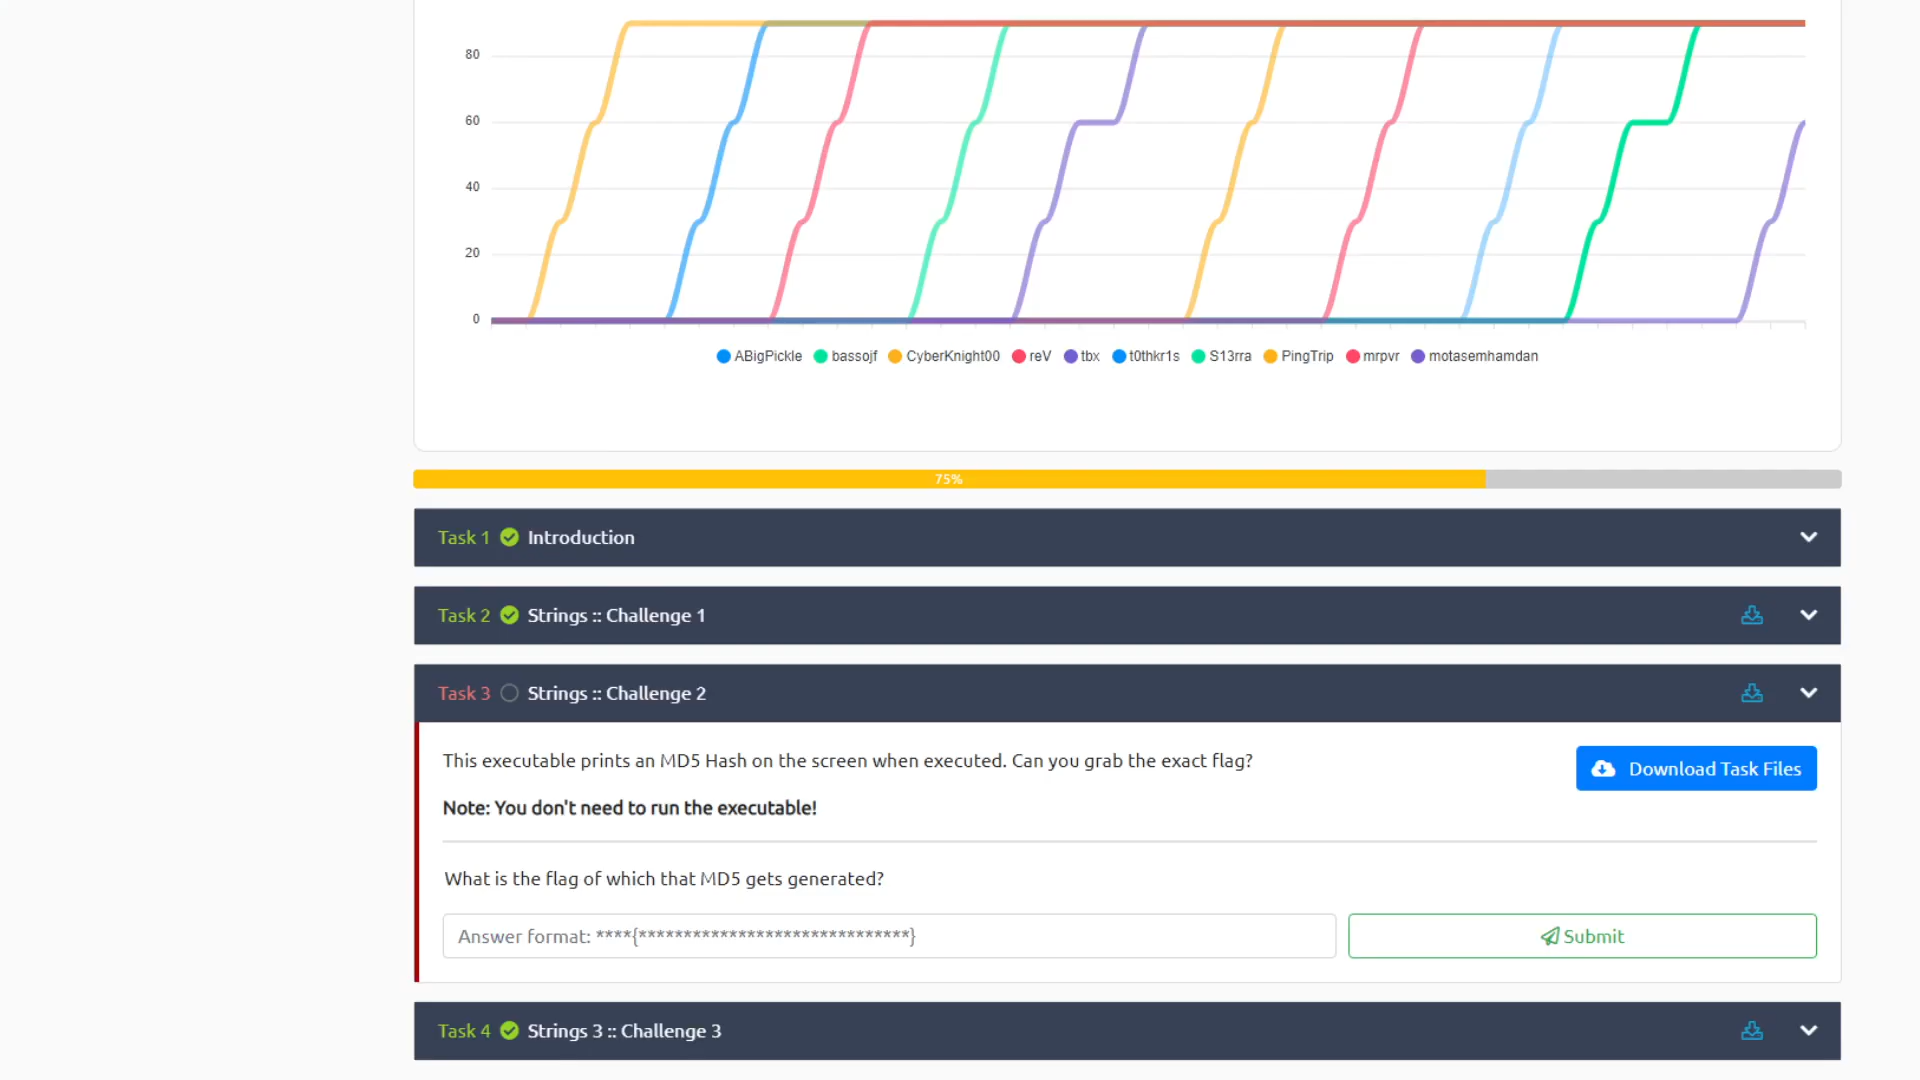 80
60
40
20
0
ABigPickle bassojf CyberKnight00 reV tbx t0thkr1s S13rra PingTrip mrpvr motasemhamdan
75%
Task 1 Introduction
Task 2 Strings :: Challenge 1
Task 3 Strings :: Challenge 2
This executable prints an MD5 Hash on the screen when executed. Can you grab the exact flag?
Download Task Files
Note: You don't need to run the executable!
What is the flag of which that MD5 gets generated?
Answer format: ****{******************************}
Submit
Task 4 Strings 3 :: Challenge 3